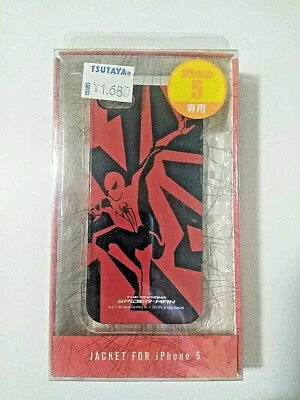 TSUTAYA®
¥1,680
iPhone
5
専用
THE AMAZING
SPIDER-MAN
JACKET FOR iPhone 5